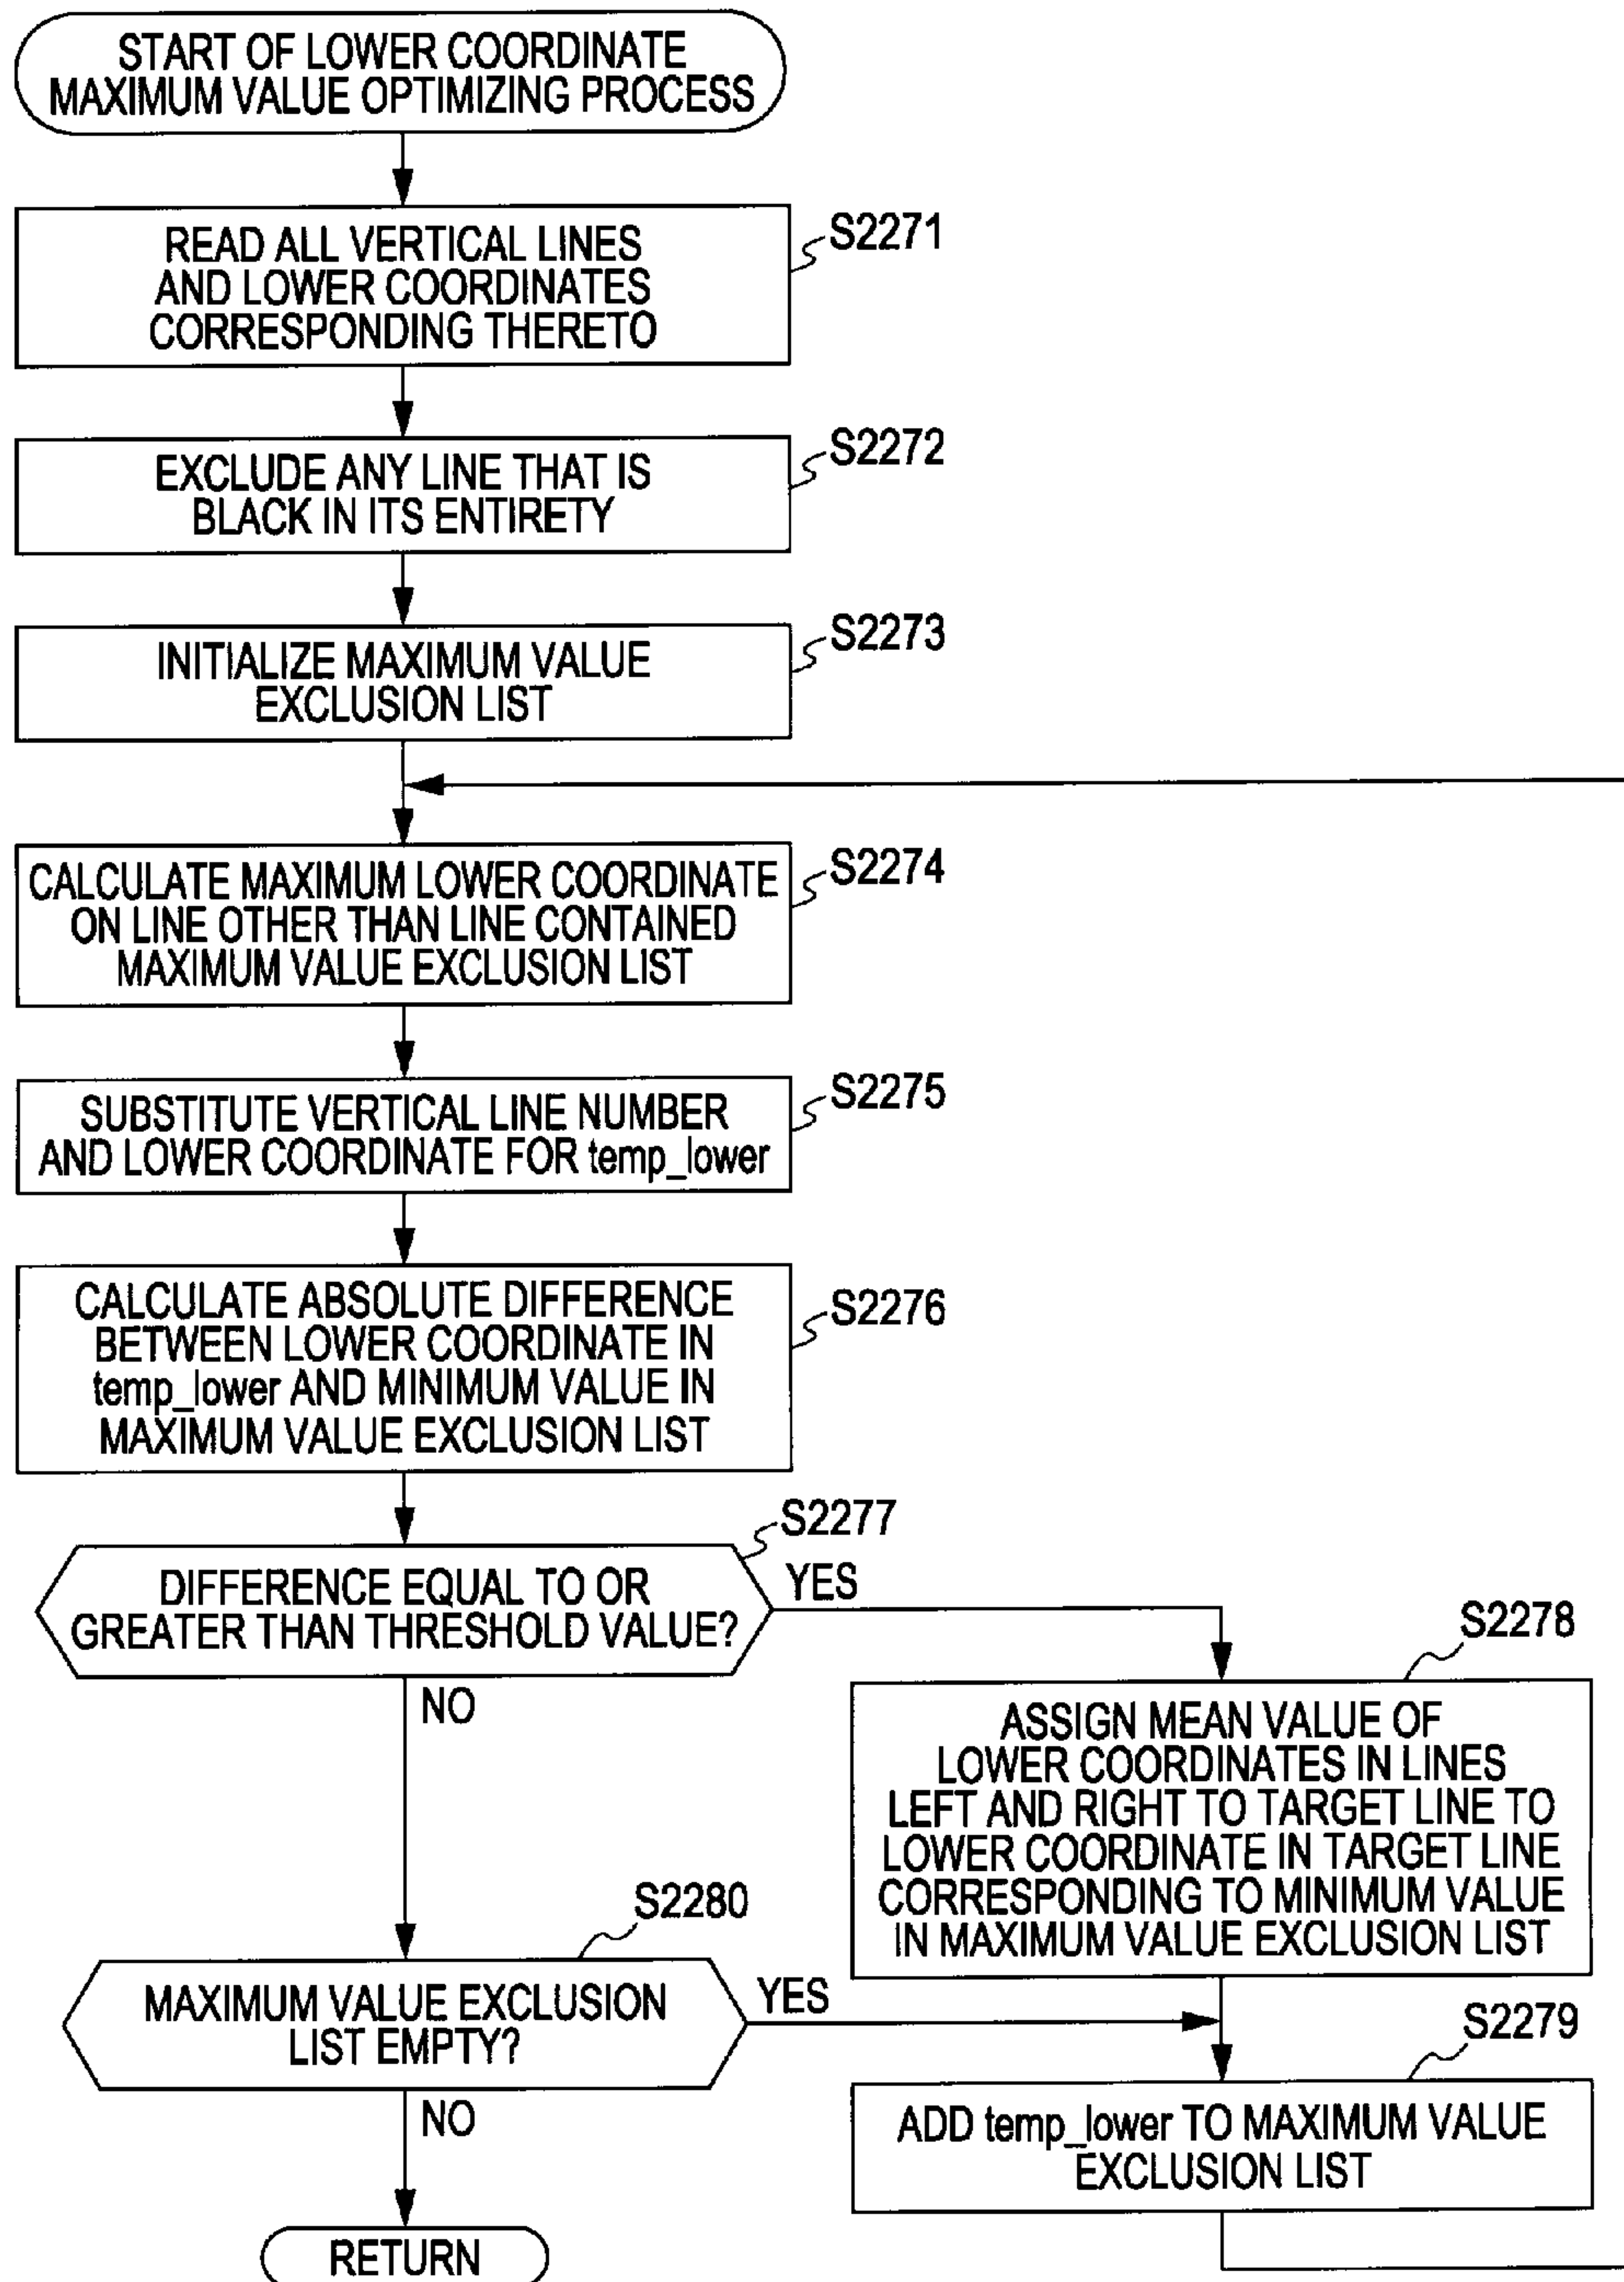 START OF LOWER COORDINATE
MAXIMUM VALUE OPTIMIZING PROCESS
S2271
READ ALL VERTICAL LINES
AND LOWER COORDINATES
CORRESPONDING THERETO
S2272
EXCLUDE ANY LINE THAT IS
BLACK IN ITS ENTIRETY
S2273
INITIALIZE MAXIMUM VALUE
EXCLUSION LIST
S2274
CALCULATE MAXIMUM LOWER COORDINATE
ON LINE OTHER THAN LINE CONTAINED
MAXIMUM VALUE EXCLUSION LIST
S2275
SUBSTITUTE VERTICAL LINE NUMBER
AND LOWER COORDINATE FOR temp_lower
S2276
CALCULATE ABSOLUTE DIFFERENCE
BETWEEN LOWER COORDINATE IN
temp_lower AND MINIMUM VALUE IN
MAXIMUM VALUE EXCLUSION LIST
S2277
DIFFERENCE EQUAL TO OR
GREATER THAN THRESHOLD VALUE?
YES
NO
S2278
ASSIGN MEAN VALUE OF
LOWER COORDINATES IN LINES
LEFT AND RIGHT TO TARGET LINE TO
LOWER COORDINATE IN TARGET LINE
CORRESPONDING TO MINIMUM VALUE
IN MAXIMUM VALUE EXCLUSION LIST
S2280
MAXIMUM VALUE EXCLUSION
LIST EMPTY?
YES
NO
S2279
ADD temp_lower TO MAXIMUM VALUE
EXCLUSION LIST
RETURN